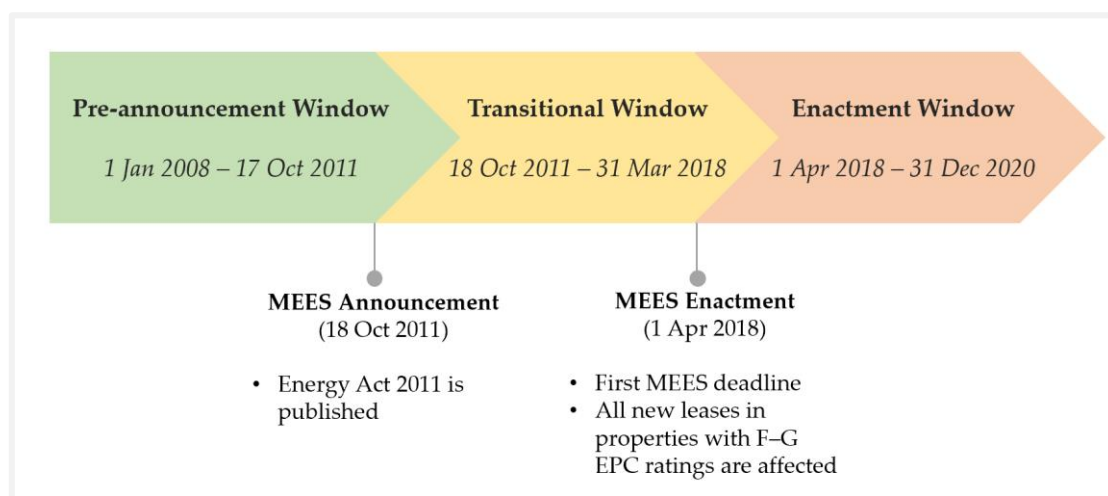 Pre-announcement Window
1 Jan 2008 – 17 Oct 2011
Transitional Window
18 Oct 2011 – 31 Mar 2018
Enactment Window
1 Apr 2018 – 31 Dec 2020
MEES Announcement
(18 Oct 2011)
• Energy Act 2011 is
published
MEES Enactment
(1 Apr 2018)
• First MEES deadline
• All new leases in
properties with F–G
EPC ratings are affected